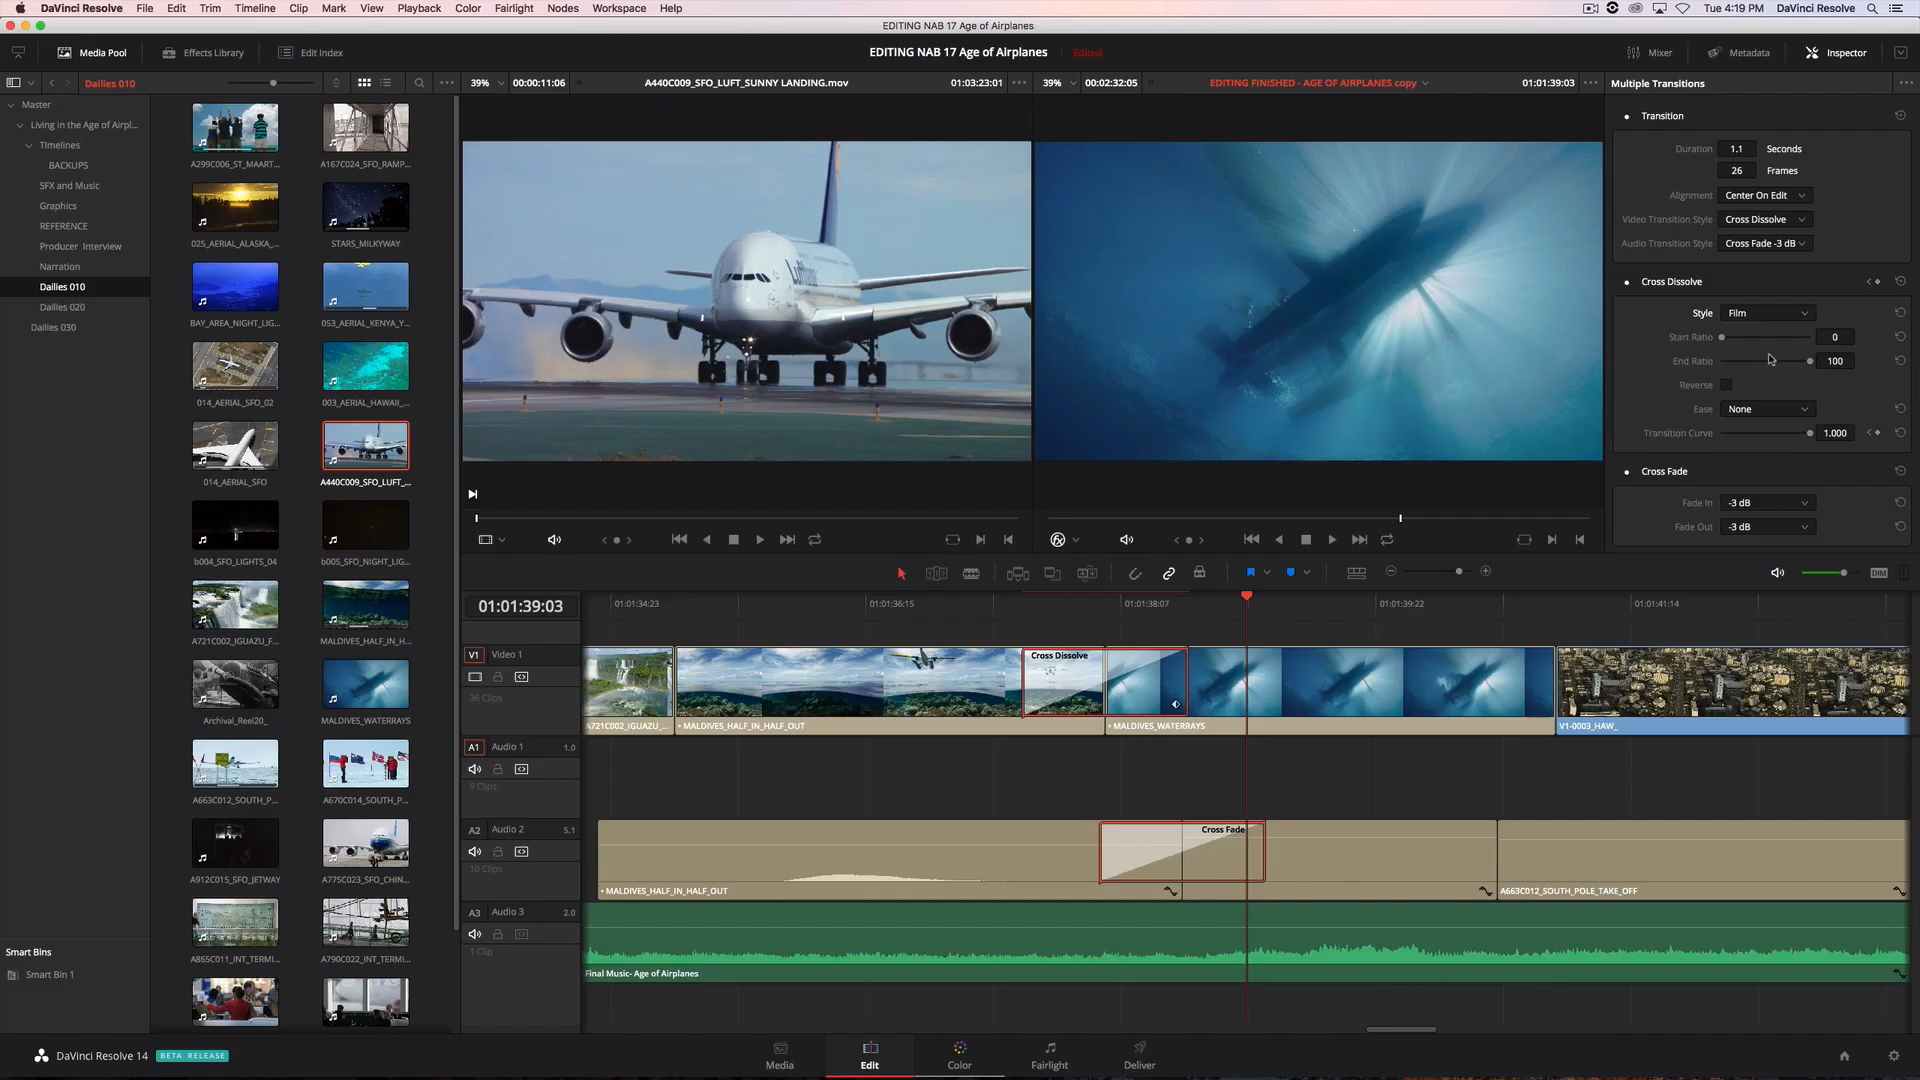 DaVinci Resolve File Edit Trim Timeline Clip Mark View Playback Color Fairlight Nodes Workspace Help Tue 4:19 PM DaVinci Resolve
EDITING NAB 17 Age of Airplanes
Media Pool Effects Library Edit Index EDITING NAB 17 Age of Airplanes Edited Mixer Metadata Inspector
Dailies 010 39% 00:00:11:06 A440C009_SFO_LUFT_SUNNY LANDING.mov 01:03:23:01 39% 00:02:32:05 EDITING FINISHED - AGE OF AIRPLANES copy 01:01:39:03 Multiple Transitions
Master
Living in the Age of Airpl...
TImelines
BACKUPS
SFX and Music
Graphics
REFERENCE
Producer Interview
Narration
Dailies 010
Dailies 020
Dailies 030
Smart Bins
Smart Bin 1
A299C006_ST_MAART... A167C024_SFO_RAMP...
025_AERIAL_ALASKA_... STARS_MILKYWAY
BAY_AREA_NIGHT_LIG... 053_AERIAL_KENYA_Y...
014_AERIAL_SFO_02 003_AERIAL_HAWAII_...
014_AERIAL_SFO A440C009_SFO_LUFT_...
b004_SFO_LIGHTS_04 b005_SFO_NIGHT_LIG...
A721C002_IGUAZU_F... MALDIVES_HALF_IN_H...
Archival_Reel20_ MALDIVES_WATERRAYS
A663C012_SOUTH_P... A670C014_SOUTH_P...
A912C015_SFO_JETWAY A775C023_SFO_CHIN...
A865C011_INT_TERMI... A790C022_INT_TERMI...
Transition
Duration 1.1 Seconds
26 Frames
Alignment Center On Edit
Video Transition Style Cross Dissolve
Audio Transition Style Cross Fade -3 dB
Cross Dissolve
Style Film
Start Ratio 0
End Ratio 100
Reverse
Ease None
Transition Curve 1.000
Cross Fade
Fade In -3 dB
Fade Out -3 dB
DIM
01:01:39:03 01:01:34:23 01:01:36:15 01:01:38:07 01:01:39:22 01:01:41:14
V1 Video 1 Cross Dissolve
36 Clips
A721C002_IGUAZU_... MALDIVES_HALF_IN_HALF_OUT MALDIVES_WATERRAYS V1-0003_HAW_
A1 Audio 1 1.0
9 Clips
A2 Audio 2 5.1 Cross Fade
10 Clips
MALDIVES_HALF_IN_HALF_OUT A663C012_SOUTH_POLE_TAKE_OFF
A3 Audio 3 2.0
1 Clip
Final Music- Age of Airplanes
DaVinci Resolve 14 BETA RELEASE Media Edit Color Fairlight Deliver